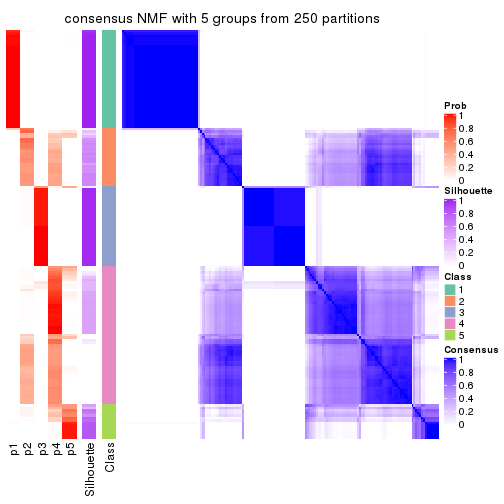 consensus NMF with 5 groups from 250 partitions
Prob
1
0.8
0.6
0.4
0.2
0
Silhouette
1
0.8
0.6
0.4
0.2
0
Class
1
2
3
4
5
Consensus
1
0.8
0.6
0.4
0.2
0
p1
p2
p3
p4
p5
Silhouette
Class